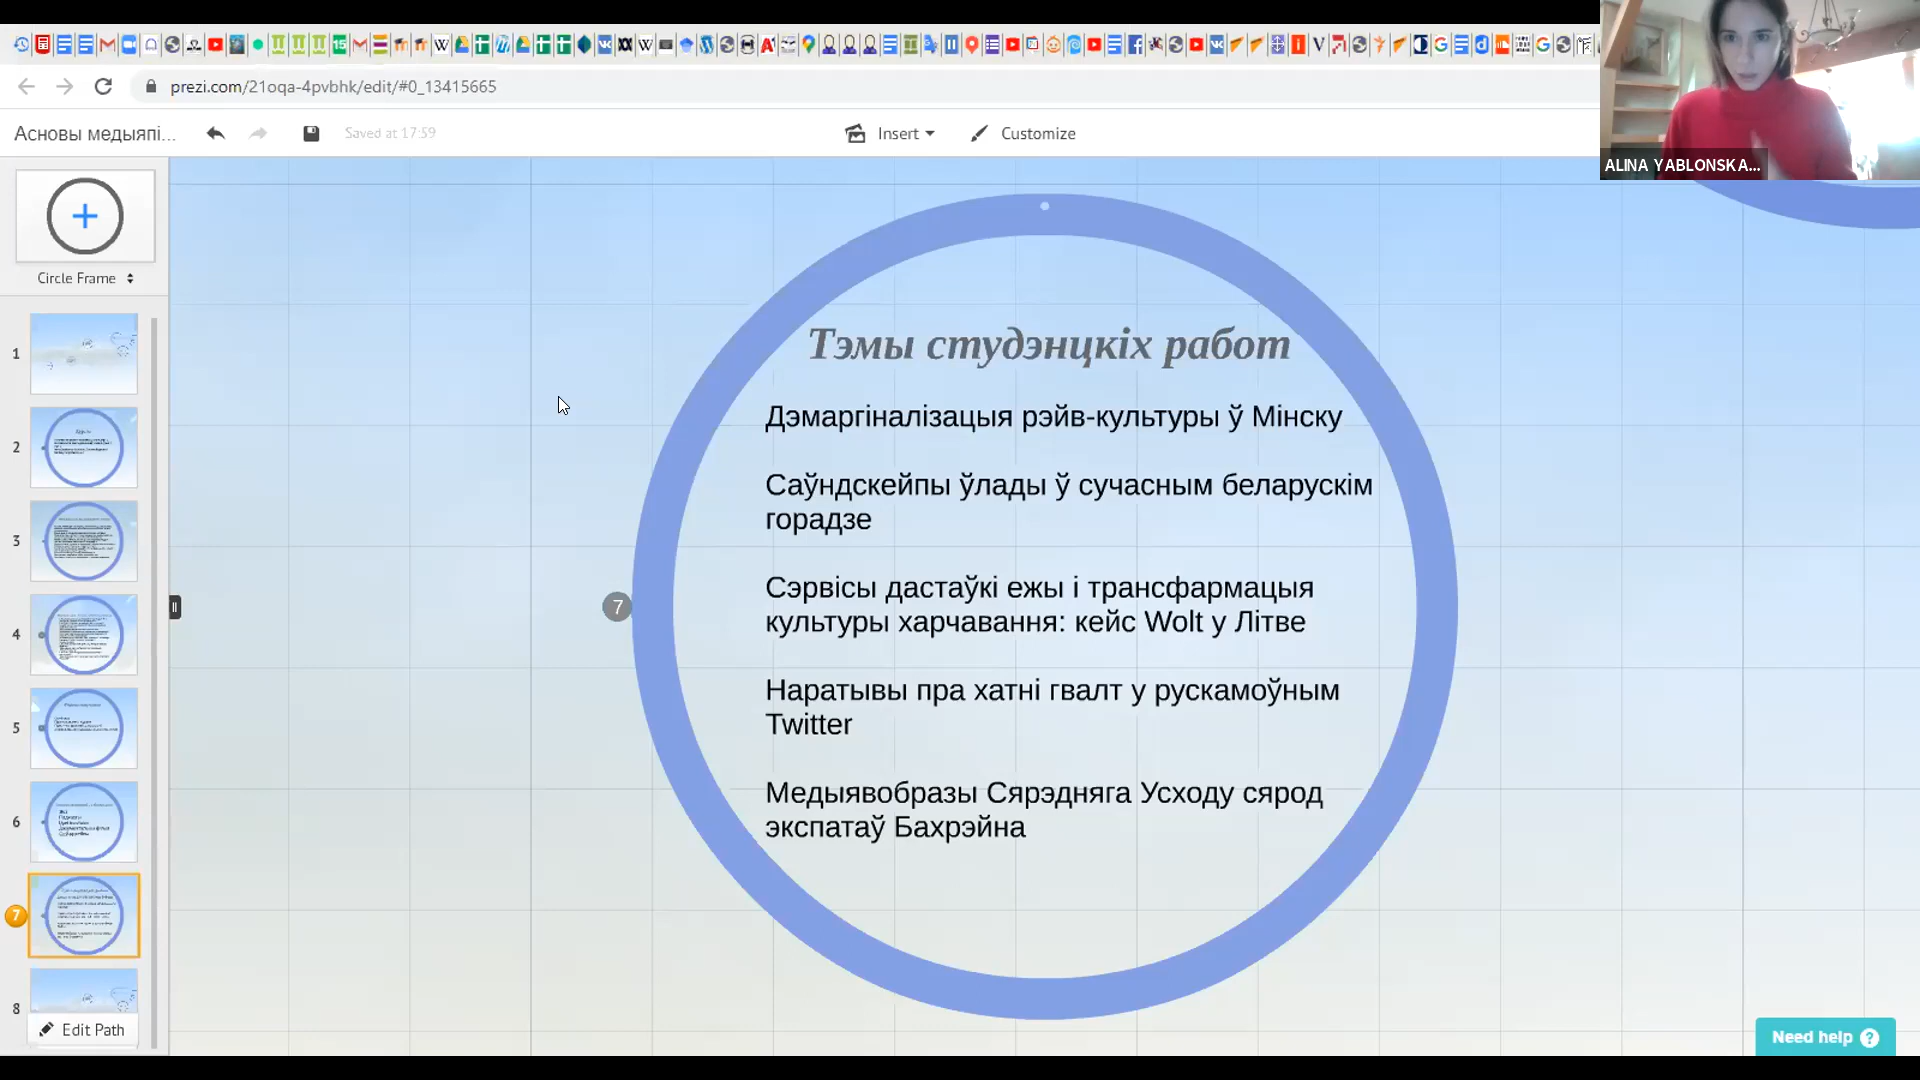 prezi.com/21oqa-4pvbhk/edit/#0_13415665
Асновы медыяпі...
Saved at 17:59
Insert
Customize
ALINA YABLONSKA...
Circle Frame
1
2
3
4
5
6
7
8
Edit Path
7
Тэмы студэнцкіх работ
Дэмаргіналізацыя рэйв-культуры ў Мінску
Саўндскейпы ўлады ў сучасным беларускім
горадзе
Сэрвісы дастаўкі ежы і трансфармацыя
культуры харчавання: кейс Wolt у Літве
Наратывы пра хатні гвалт у рускамоўным
Twitter
Медыявобразы Сярэдняга Усходу сярод
экспатаў Бахрэйна
Need help ?